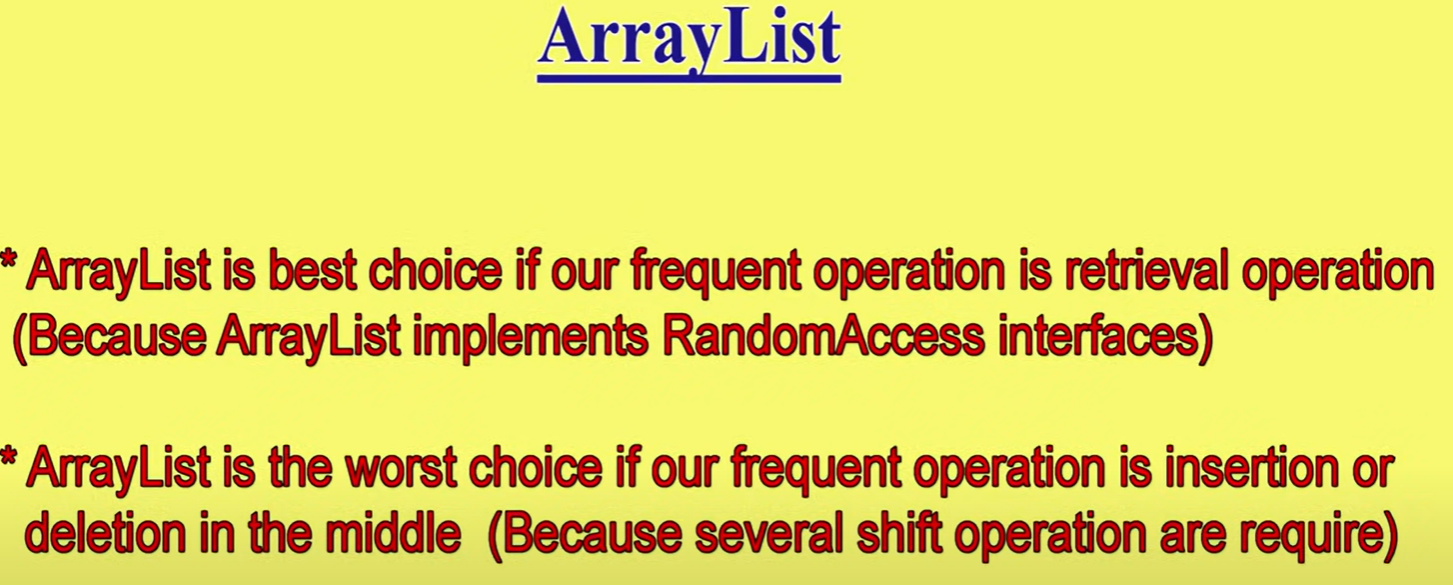 ArrayList
* ArrayList is best choice if our frequent operation is retrieval operation
(Because ArrayList implements RandomAccess interfaces)
* ArrayList is the worst choice if our frequent operation is insertion or
deletion in the middle (Because several shift operation are require)